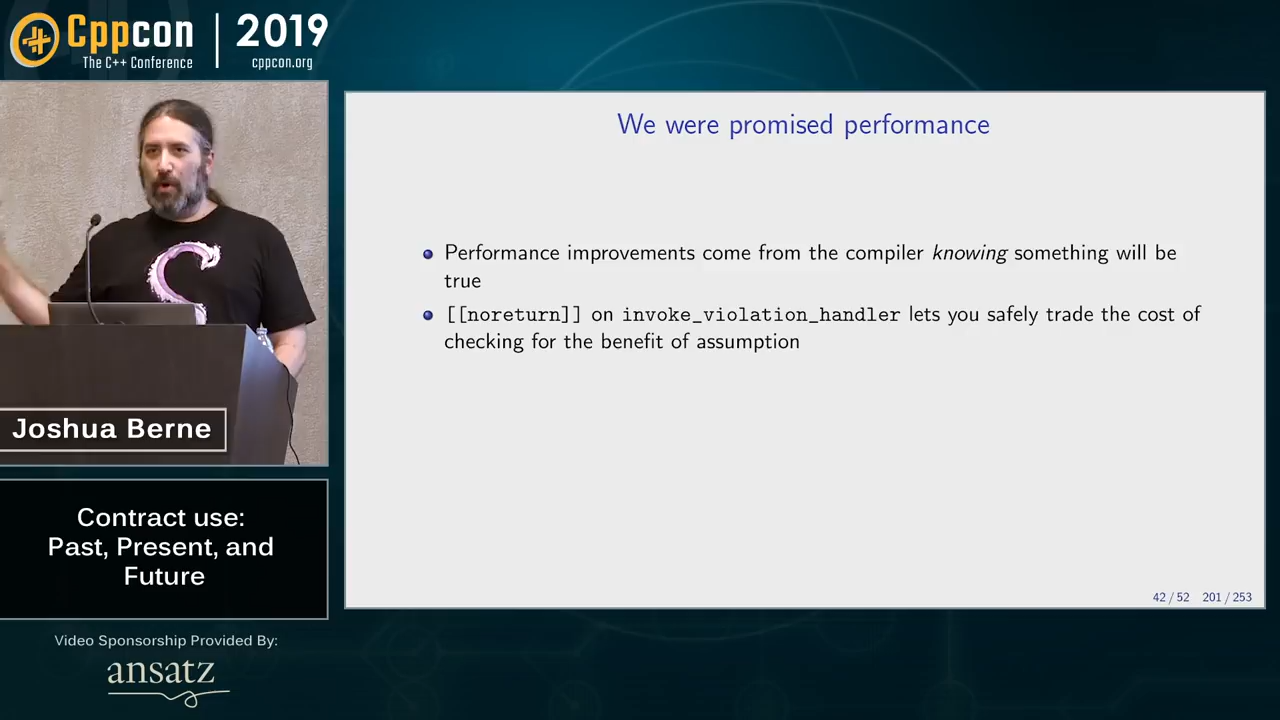 Cppcon | 2019
The C++ Conference
cppcon.org
We were promised performance
Performance improvements come from the compiler knowing something will be
true
[[noreturn]] on invoke_violation_handler lets you safely trade the cost of
checking for the benefit of assumption
42 / 52 201 / 253
Joshua Berne
Contract use:
Past, Present, and
Future
Video Sponsorship Provided By:
ansatz